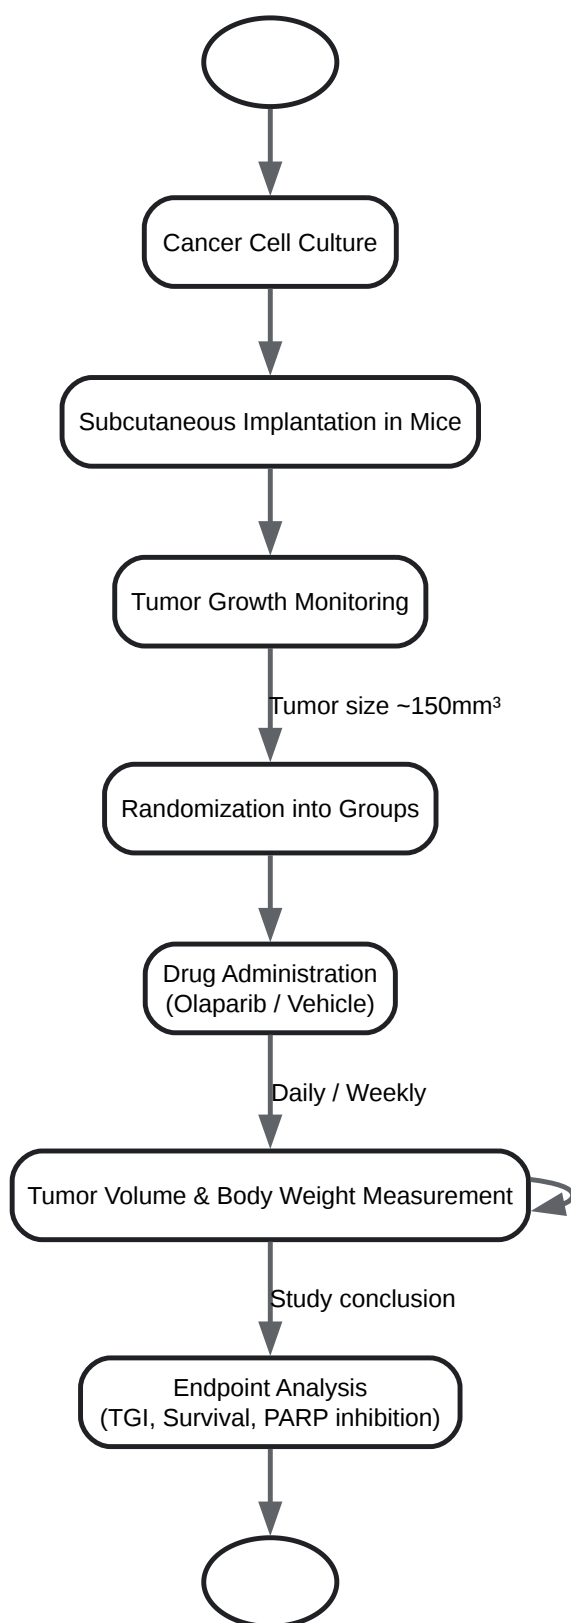 Cancer Cell Culture
Subcutaneous Implantation in Mice
Tumor Growth Monitoring
Tumor size ~150mm³
Randomization into Groups
Drug Administration
(Olaparib / Vehicle)
Daily / Weekly
Tumor Volume & Body Weight Measurement
Study conclusion
Endpoint Analysis
(TGI, Survival, PARP inhibition)